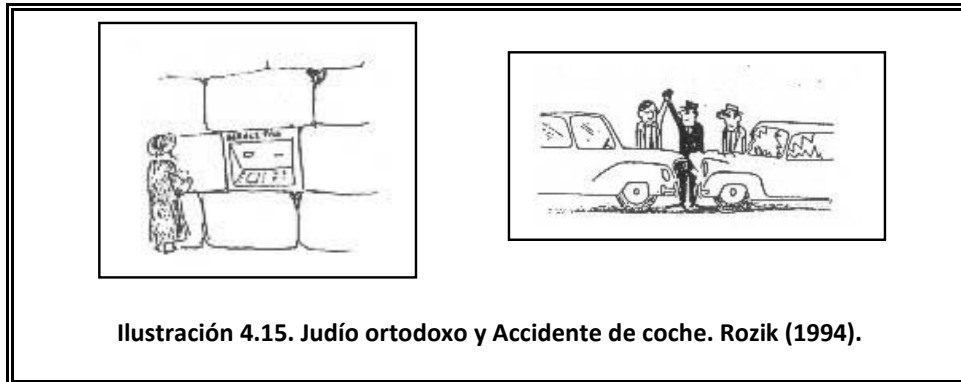 Ilustración 4.15. Judío ortodoxo y Accidente de coche. Rozik (1994).